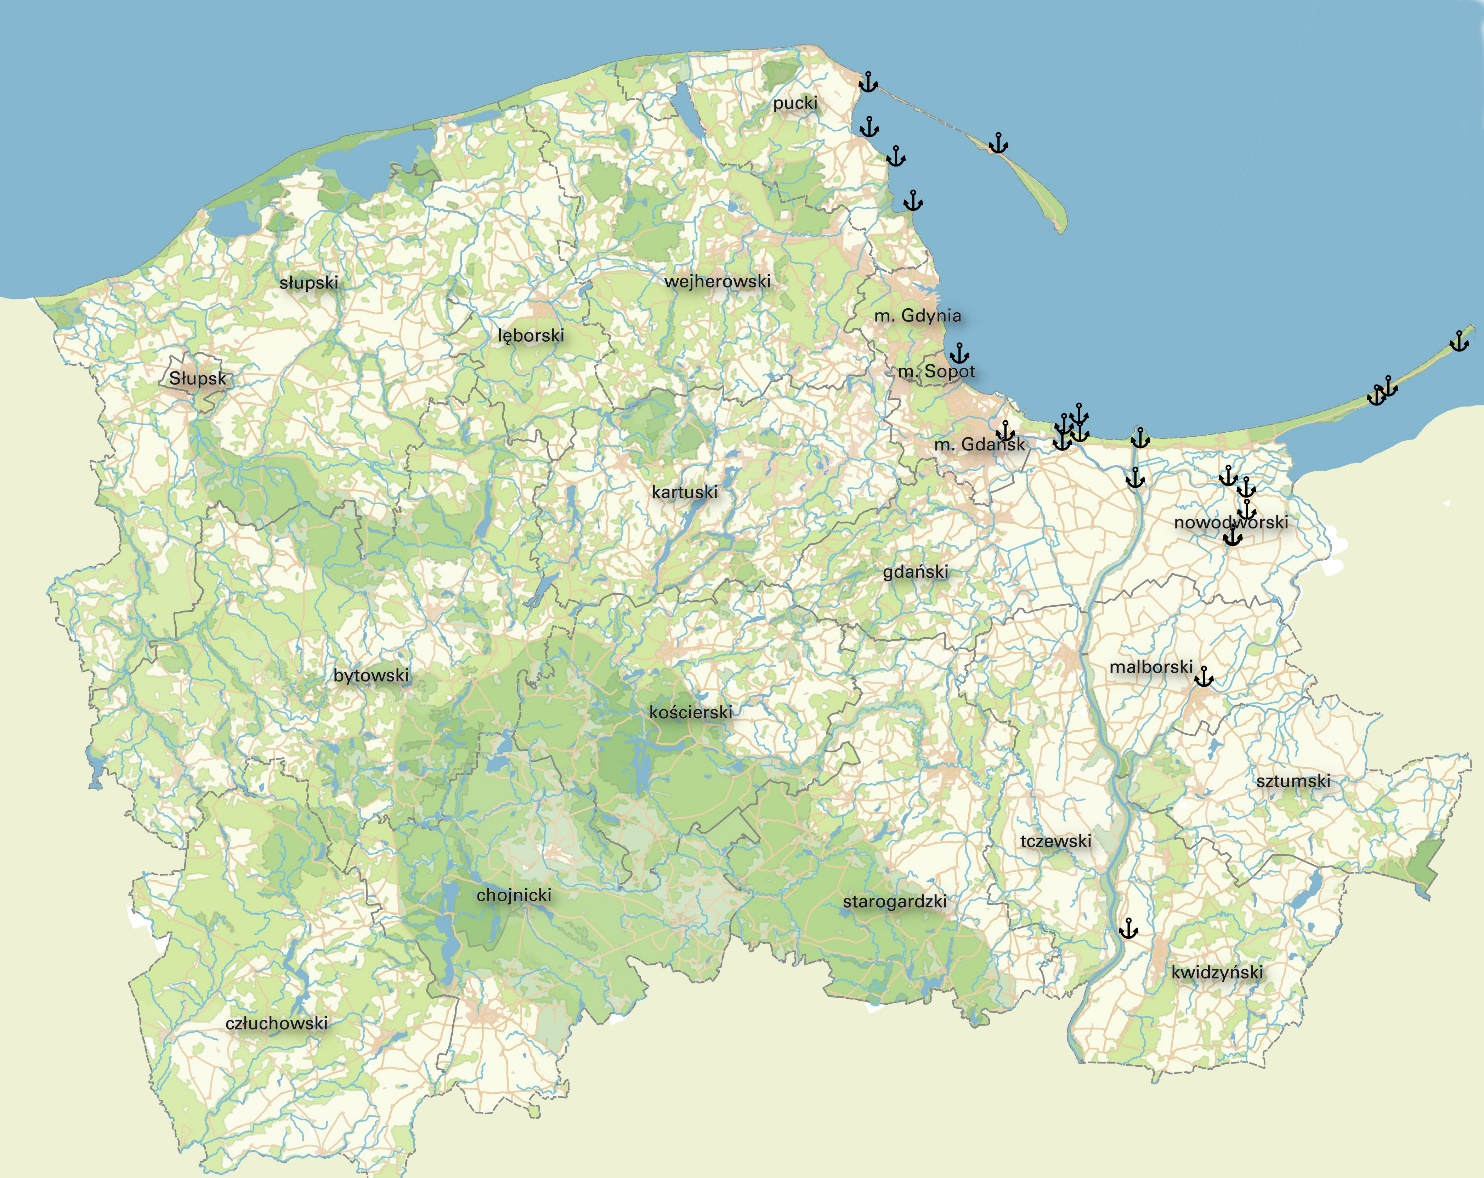 pucki
słupski
wejherowski
m. Gdynia
lęborski
m. Sopot
Słupsk
m. Gdańsk
kartuski
nowodworski
gdański
malborski
bytowski
kościerski
sztumski
tczewski
chojnicki
starogardzki
kwidzyński
człuchowski